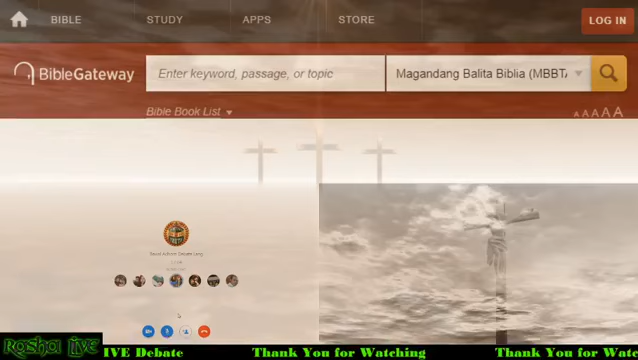 BIBLE STUDY APPS STORE LOG IN
BibleGateway Enter keyword, passage, or topic Magandang Balita Biblia (MBBTA
Bible Book List AAAAA
Rosha LIVE IVE Debate Thank You for Watching Thank You for Wat